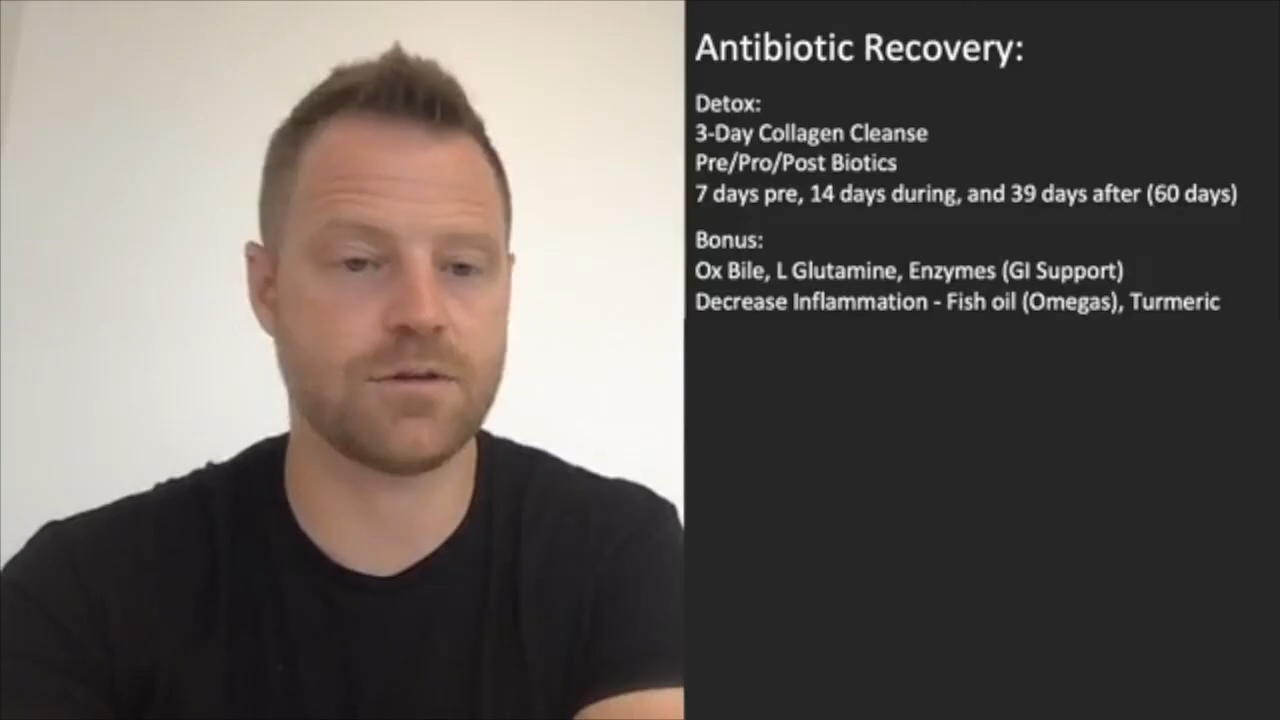 Antibiotic Recovery:
Detox:
3-Day Collagen Cleanse
Pre/Pro/Post Biotics
7 days pre, 14 days during, and 39 days after (60 days)
Bonus:
Ox Bile, L Glutamine, Enzymes (GI Support)
Decrease Inflammation - Fish oil (Omegas), Turmeric